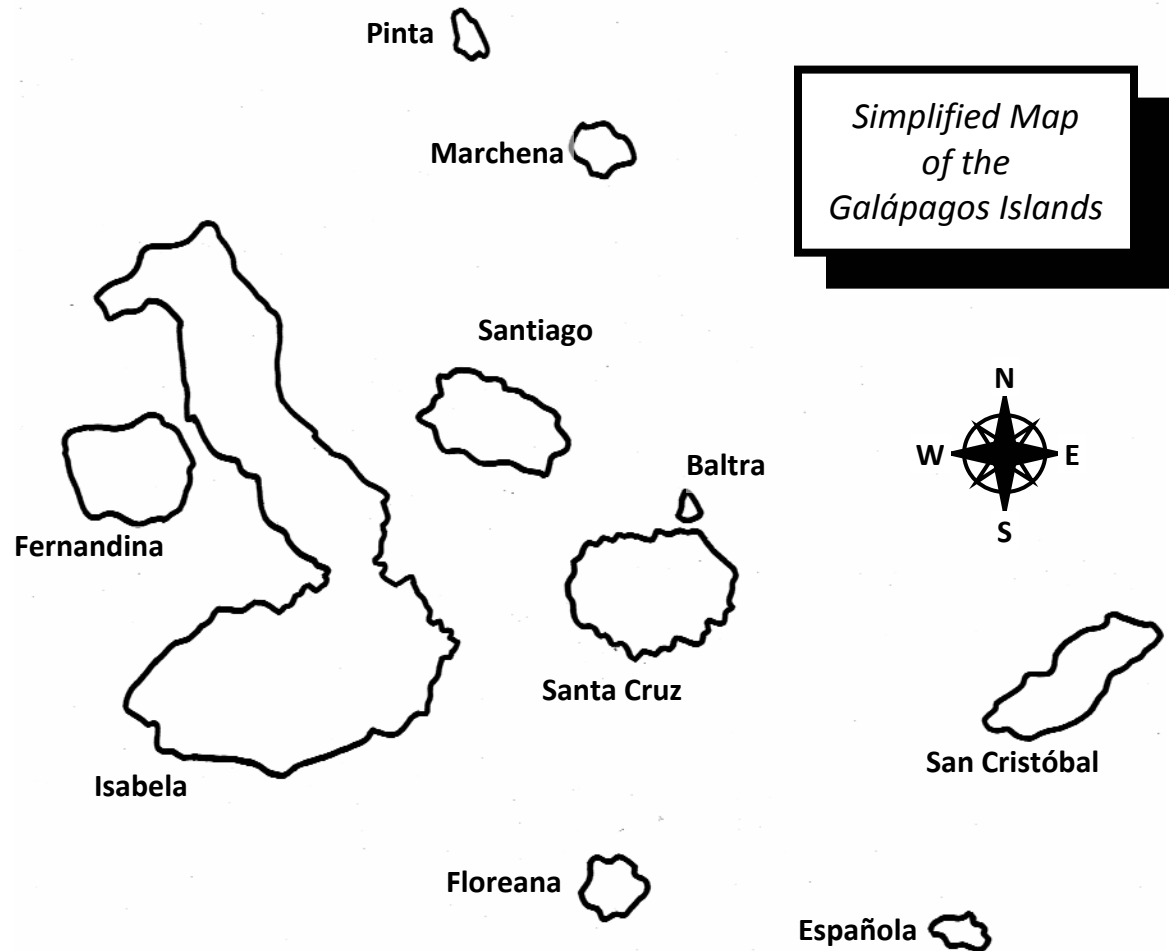 Pinta
Marchena
Simplified Map
of the
Galápagos Islands
Santiago
N
W
E
S
Baltra
Fernandina
Santa Cruz
San Cristóbal
Isabela
Floreana
Española